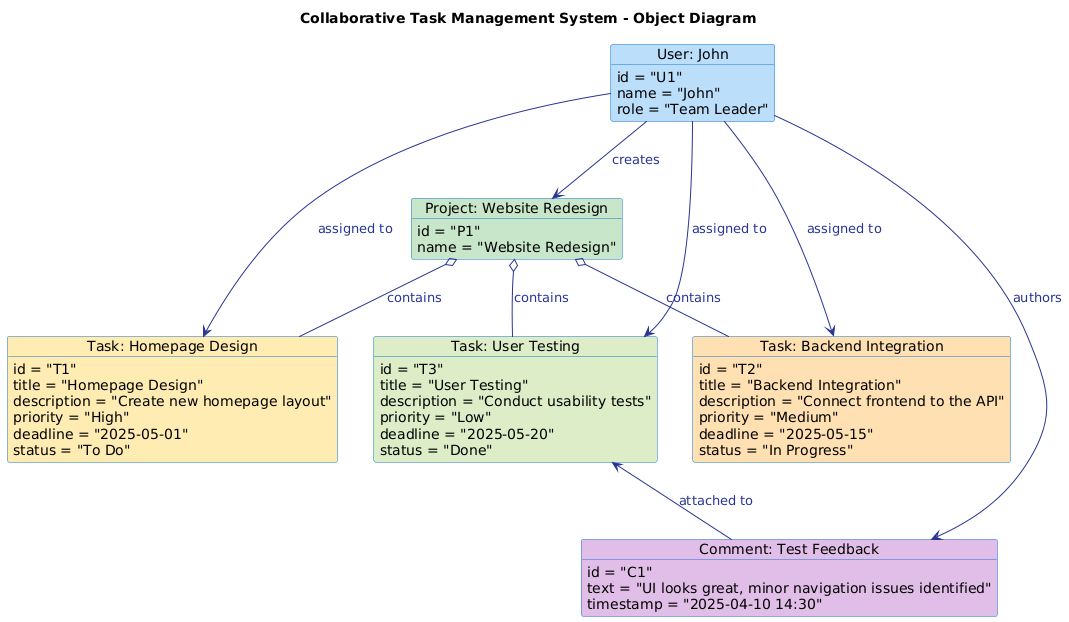 Collaborative Task Management System - Object Diagram
User: John
id = "U1"
name = "John"
role = "Team Leader"
creates
Project: Website Redesign
id = "P1"
name = "Website Redesign"
assigned to
assigned to
assigned to
contains
contains
contains
authors
Task: Homepage Design
id = "T1"
title = "Homepage Design"
description = "Create new homepage layout"
priority = "High"
deadline = "2025-05-01"
status = "To Do"
Task: User Testing
id = "T3"
title = "User Testing"
description = "Conduct usability tests"
priority = "Low"
deadline = "2025-05-20"
status = "Done"
Task: Backend Integration
id = "T2"
title = "Backend Integration"
description = "Connect frontend to the API"
priority = "Medium"
deadline = "2025-05-15"
status = "In Progress"
attached to
Comment: Test Feedback
id = "C1"
text = "UI looks great, minor navigation issues identified"
timestamp = "2025-04-10 14:30"